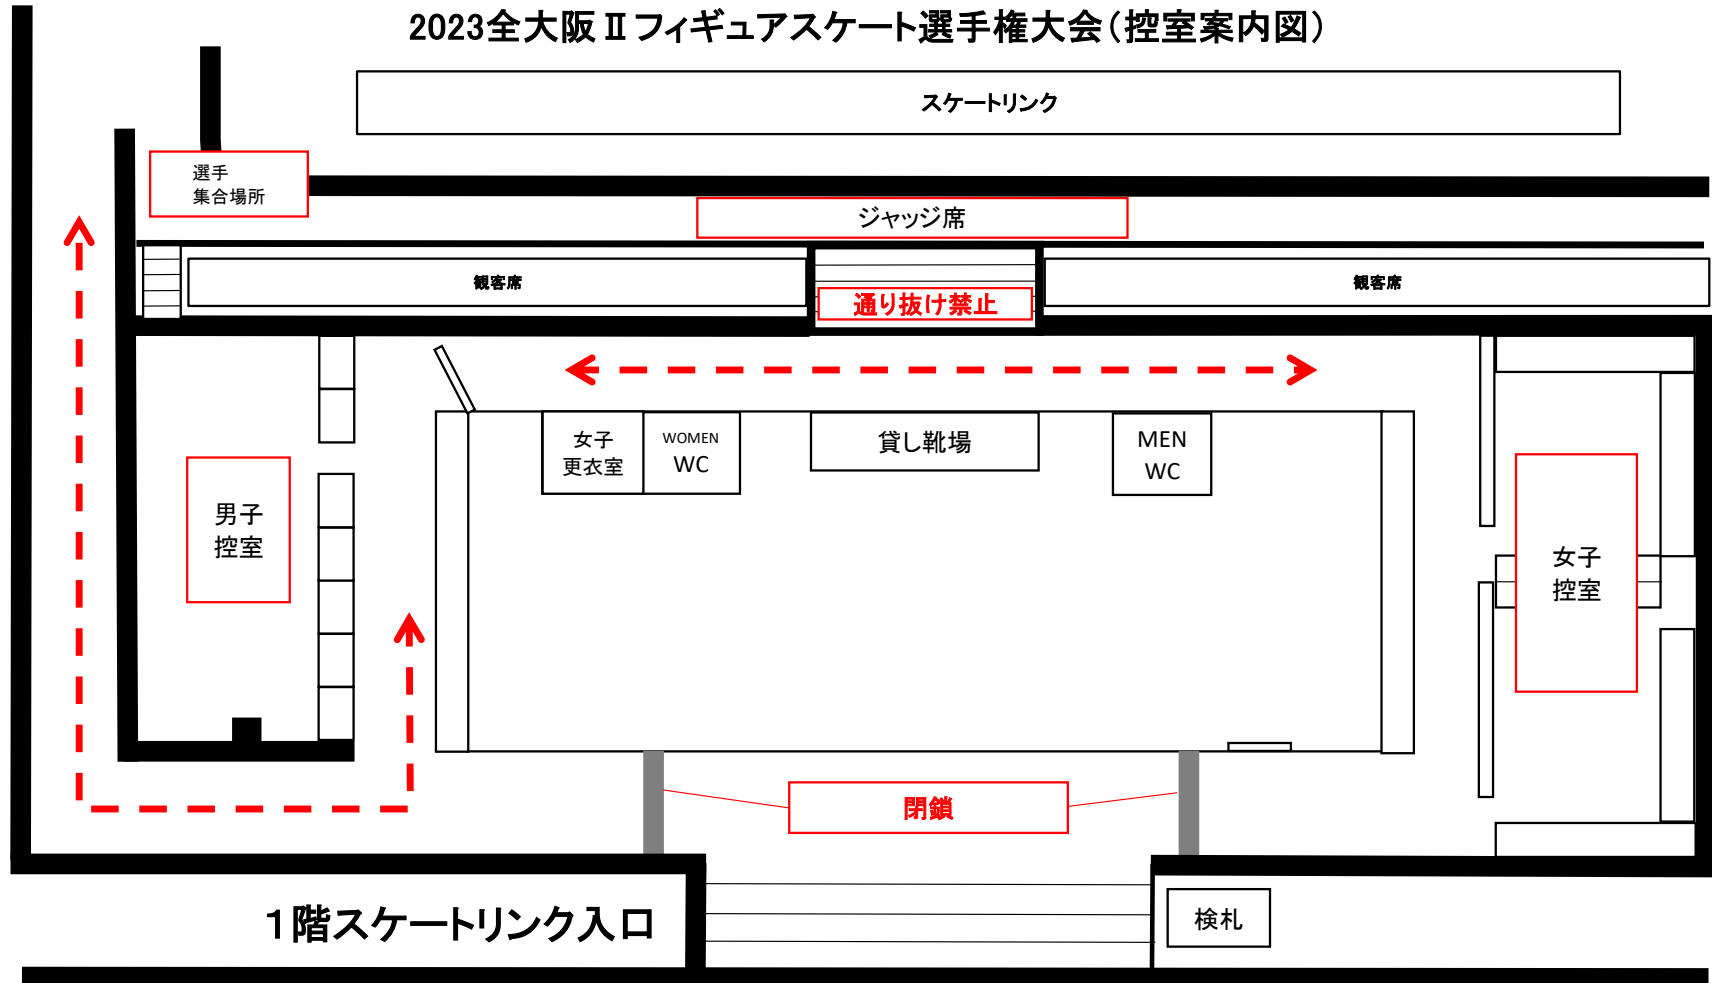 2023全大阪Ⅱフィギュアスケート選手権大会(控室案内図)
スケートリンク
選手
集合場所
ジャッジ席
観客席
通り抜け禁止
観客席
女子
更衣室
WOMEN
WC
貸し靴場
MEN
WC
男子
控室
女子
控室
閉鎖
1階スケートリンク入口
検札